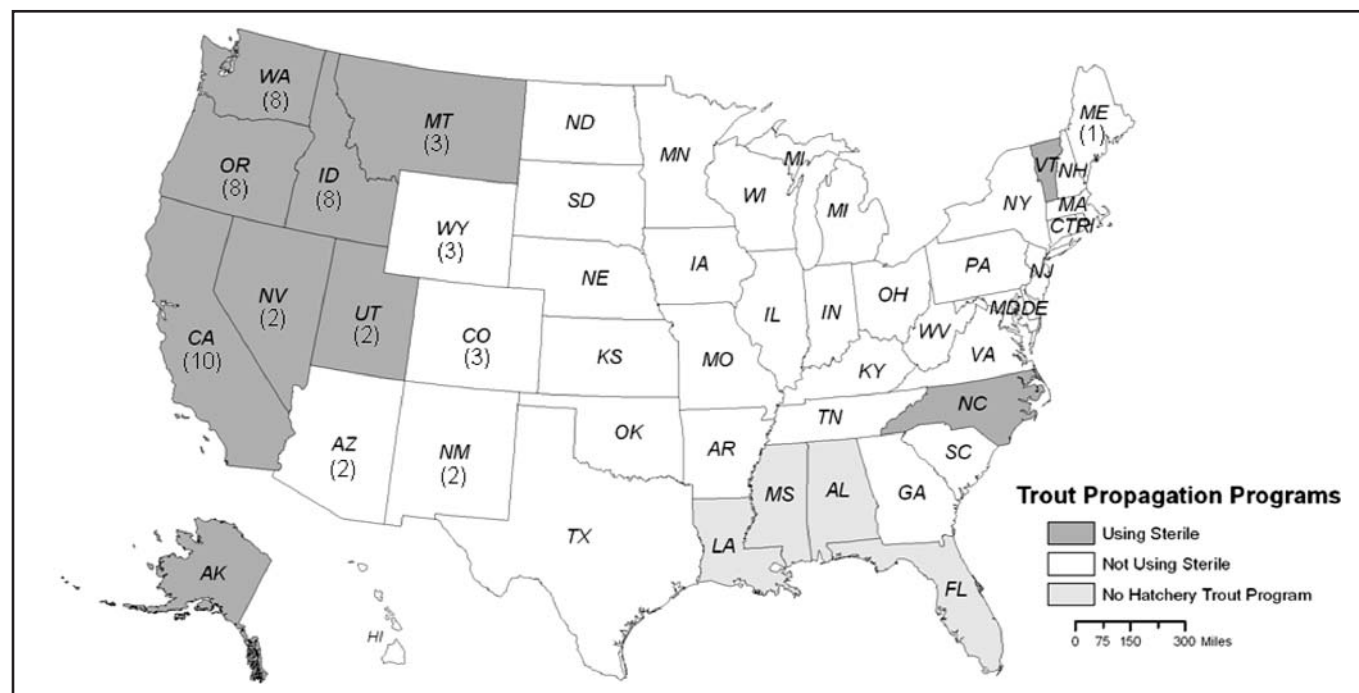 WA
(8)
MT
(3)
ND
MN
ME
(1)
OR
(8)
ID
(8)
SD
WI
MI
MI
VT
NH
NY
MA
CT
RI
WY
(3)
IA
NE
PA
NJ
NV
(2)
UT
(2)
CO
(3)
IL
IN
OH
MD
DE
WV
VA
CA
(10)
KS
MO
KY
NC
TN
AZ
(2)
NM
(2)
OK
AR
SC
MS
AL
GA
TX
LA
FL
AK
HI
Trout Propagation Programs
Using Sterile
Not Using Sterile
No Hatchery Trout Program
0 75 150 300 Miles